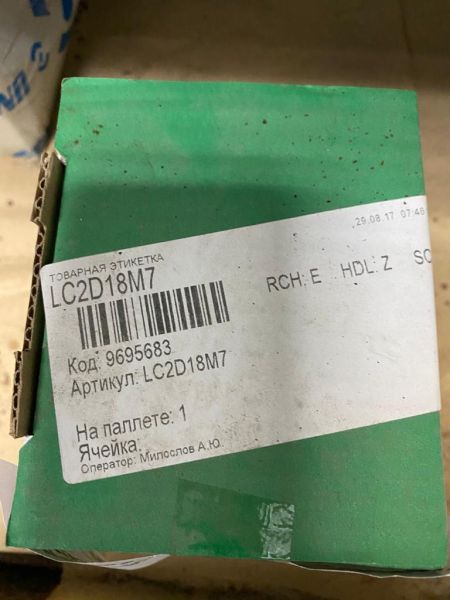 29.08.17 07:46
ТОВАРНАЯ ЭТИКЕТКА
LC2D18M7
RCH: E HDL: Z SC
Код: 9695683
Артикул: LC2D18M7
На паллете: 1
Ячейка:
Оператор: Милослов А.Ю.